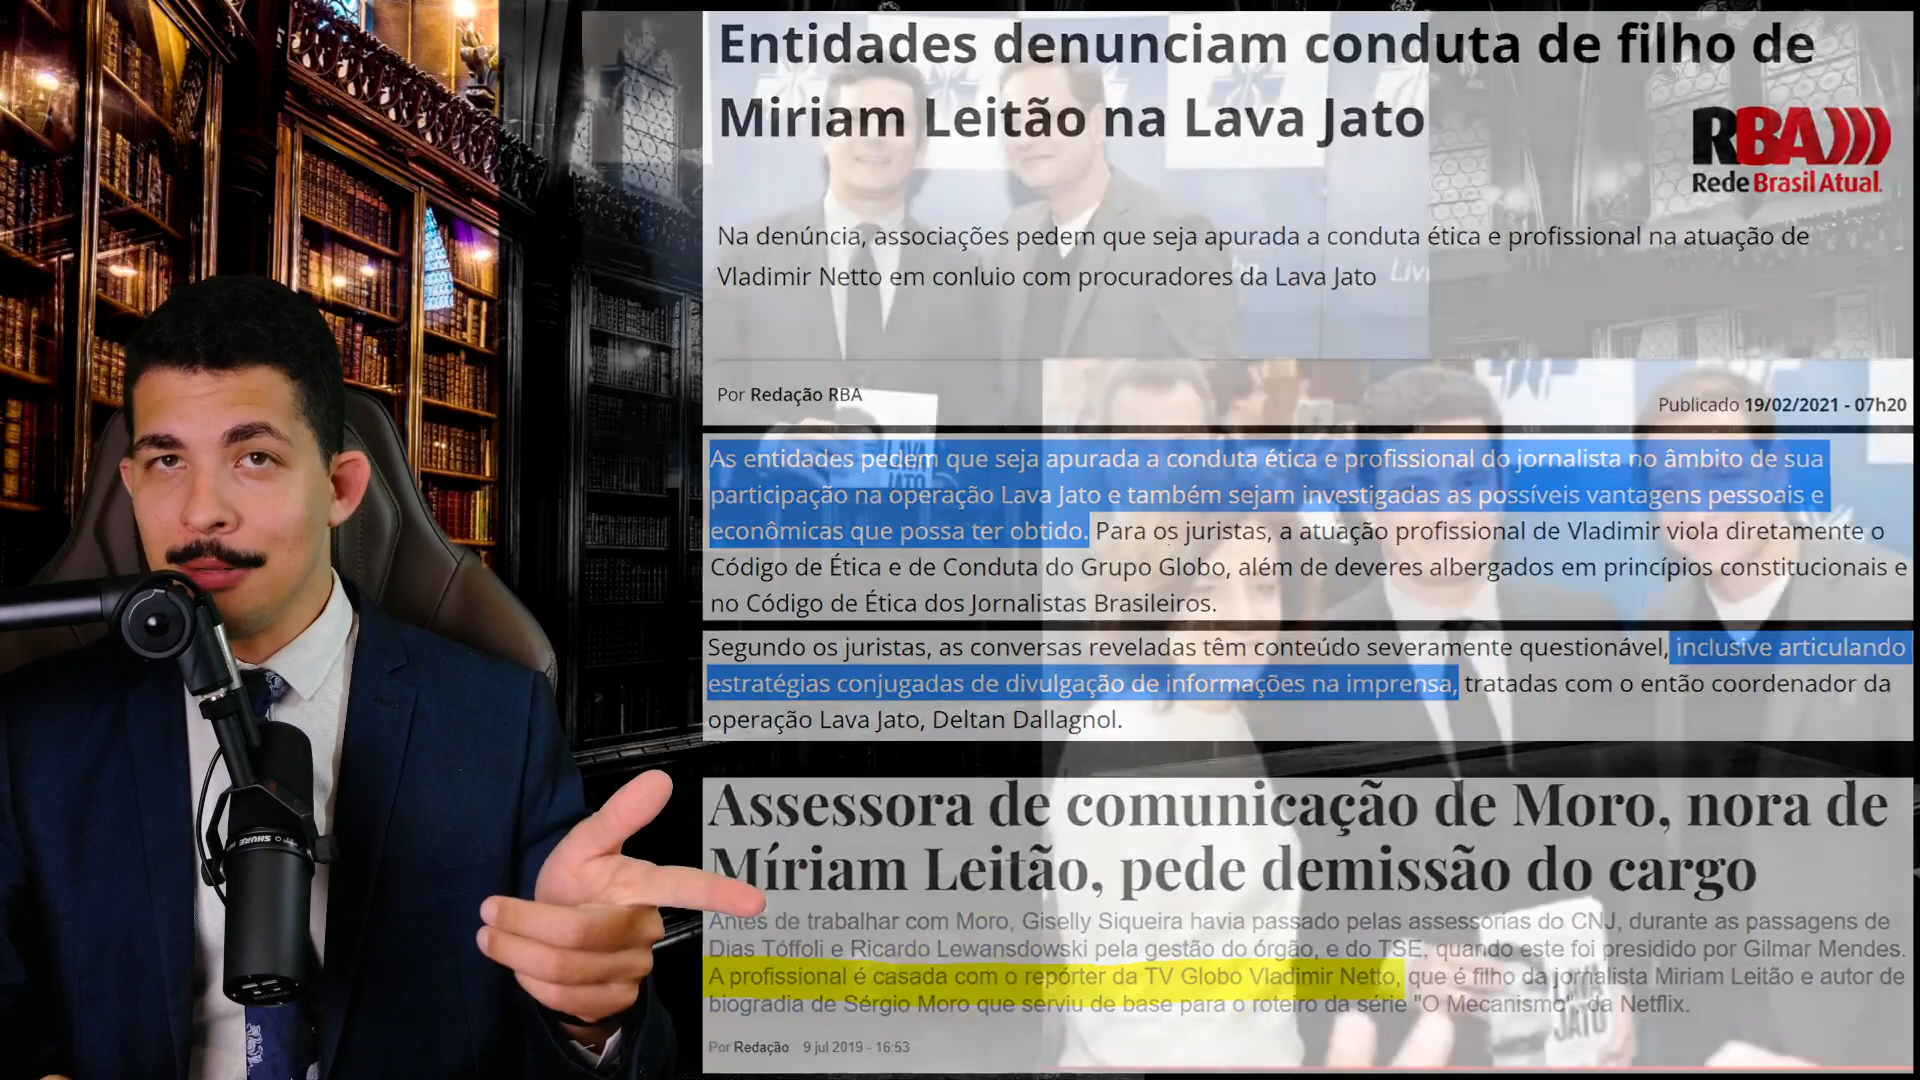 Entidades denunciam conduta de filho de
Miriam Leitão na Lava Jato
RBA
Rede Brasil Atual
Na denúncia, associações pedem que seja apurada a conduta ética e profissional na atuação de
Vladimir Netto em conluio com procuradores da Lava Jato
Por Redação RBA
Publicado 19/02/2021 - 07h20
LAVA
JATO
As entidades pedem que seja apurada a conduta ética e profissional do jornalista no âmbito de sua
participação na operação Lava Jato e também sejam investigadas as possíveis vantagens pessoais e
econômicas que possa ter obtido. Para os juristas, a atuação profissional de Vladimir viola diretamente o
Código de Ética e de Conduta do Grupo Globo, além de deveres albergados em princípios constitucionais e
no Código de Ética dos Jornalistas Brasileiros.
Segundo os juristas, as conversas reveladas têm conteúdo severamente questionável, inclusive articulando
estratégias conjugadas de divulgação de informações na imprensa, tratadas com o então coordenador da
operação Lava Jato, Deltan Dallagnol.
Assessora de comunicação de Moro, nora de
Míriam Leitão, pede demissão do cargo
Antes de trabalhar com Moro, Giselly Siqueira havia passado pelas assessorias do CNJ, durante as passagens de
Dias Tóffoli e Ricardo Lewansdowski pela gestão do órgão, e do TSE, quando este foi presidido por Gilmar Mendes.
A profissional é casada com o repórter da TV Globo Vladimir Netto, que é filho da jornalista Miriam Leitão e autor de
biogradia de Sérgio Moro que serviu de base para o roteiro da série "O Mecanismo", da Netflix.
JATO
Por Redação 9 jul 2019 - 16:53
SHURE